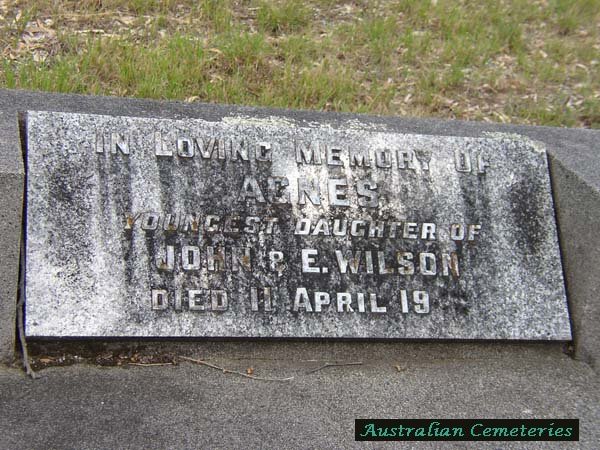 IN LOVING MEMORY OF
AGNES
YOUNGEST DAUGHTER OF
JOHN & E. WILSON
DIED 11 APRIL 19
Australian Cemeteries